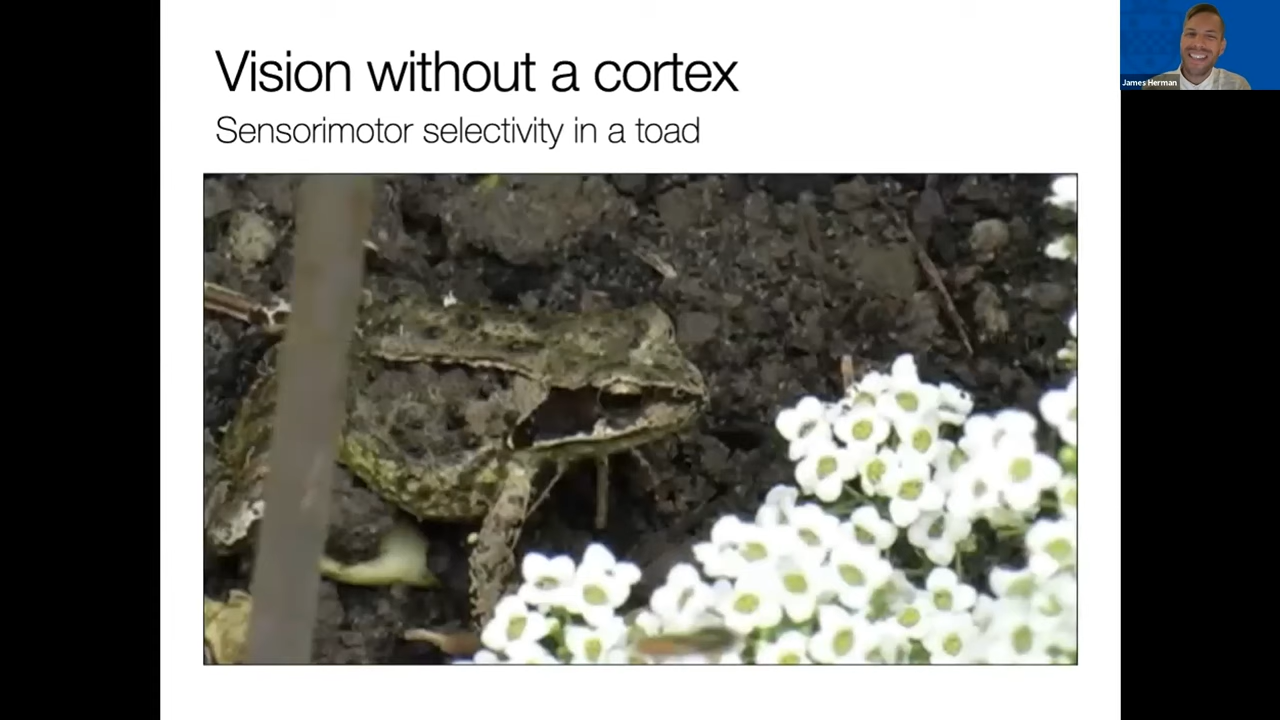 Vision without a cortex
Sensorimotor selectivity in a toad
James Herman